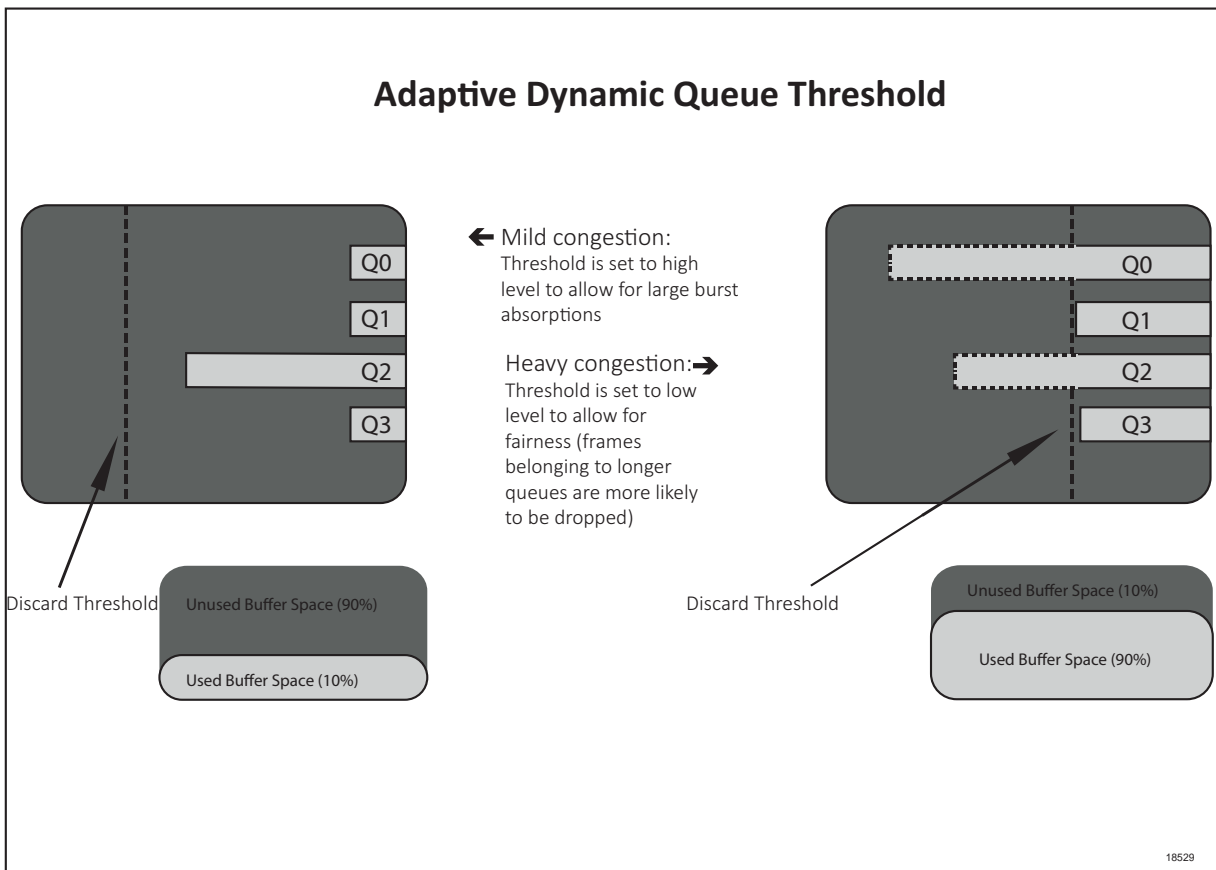 Adaptive Dynamic Queue Threshold
Q0
Q1
Q2
Q3
Discard Threshold
Unused Buffer Space (90%)
Used Buffer Space (10%)
Mild congestion:
Threshold is set to high
level to allow for large burst
absorptions
Heavy congestion:
Threshold is set to low
level to allow for
fairness (frames
belonging to longer
queues are more likely
to be dropped)
Q0
Q1
Q2
Q3
Discard Threshold
Unused Buffer Space (10%)
Used Buffer Space (90%)
18529